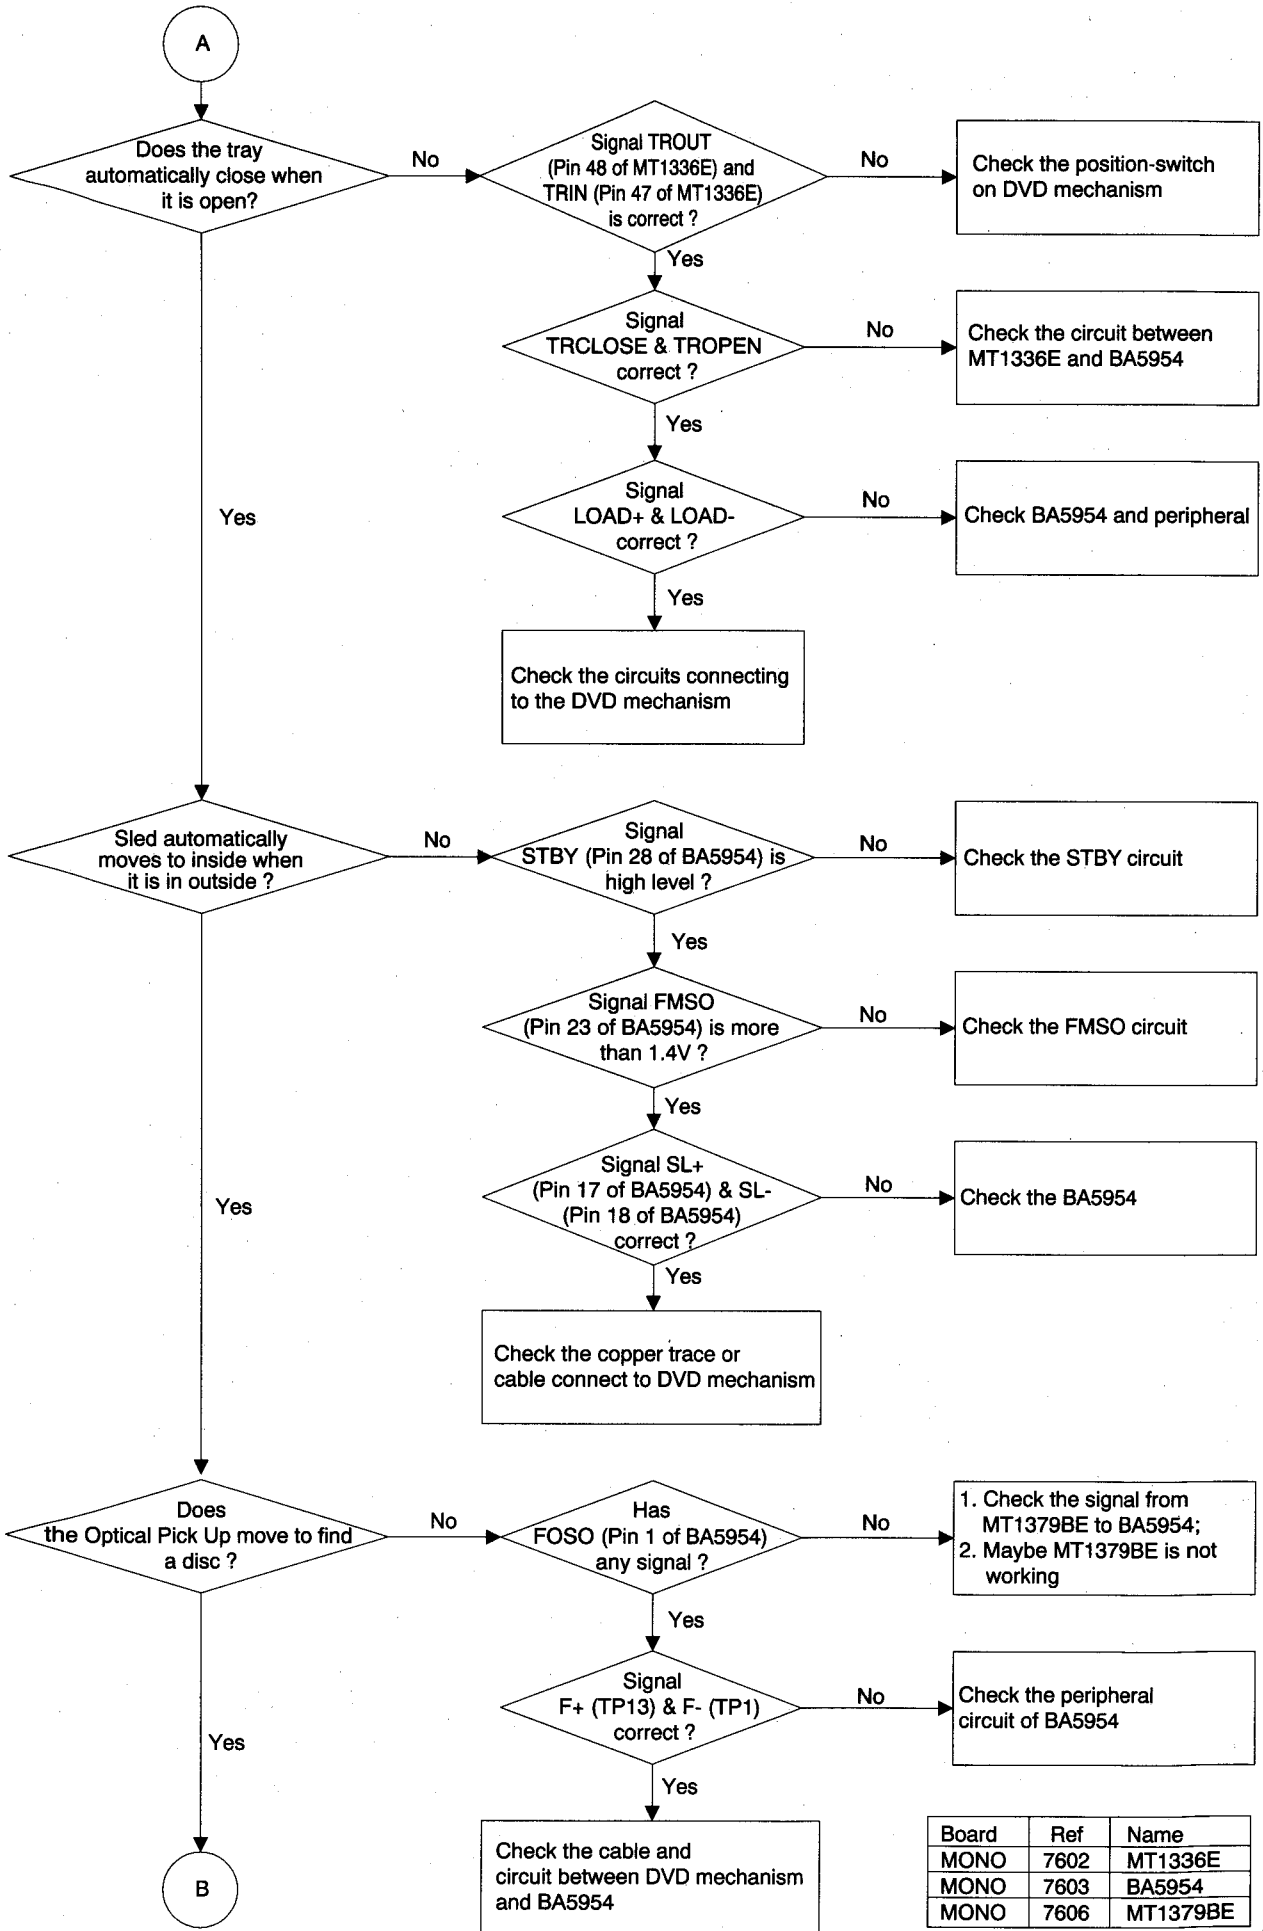 A
Does the tray
automatically close when
it is open?
No
Signal TROUT
(Pin 48 of MT1336E) and
TRIN (Pin 47 of MT1336E)
is correct ?
No
Check the position-switch
on DVD mechanism
Yes
Signal
TRCLOSE & TROPEN
correct ?
No
Check the circuit between
MT1336E and BA5954
Yes
Signal
LOAD+ & LOAD-
correct ?
No
Check BA5954 and peripheral
Yes
Check the circuits connecting
to the DVD mechanism
Yes
Sled automatically
moves to inside when
it is in outside ?
No
Signal
STBY (Pin 28 of BA5954) is
high level ?
No
Check the STBY circuit
Yes
Signal FMSO
(Pin 23 of BA5954) is more
than 1.4V ?
No
Check the FMSO circuit
Yes
Signal SL+
(Pin 17 of BA5954) & SL-
(Pin 18 of BA5954)
correct ?
No
Check the BA5954
Yes
Check the copper trace or
cable connect to DVD mechanism
Yes
Does
the Optical Pick Up move to find
a disc ?
No
Has
FOSO (Pin 1 of BA5954)
any signal ?
No
1. Check the signal from
MT1379BE to BA5954;
2. Maybe MT1379BE is not
working
Yes
Signal
F+ (TP13) & F- (TP1)
correct ?
No
Check the peripheral
circuit of BA5954
Yes
Check the cable and
circuit between DVD mechanism
and BA5954
Yes
B
Board Ref Name
MONO 7602 MT1336E
MONO 7603 BA5954
MONO 7606 MT1379BE